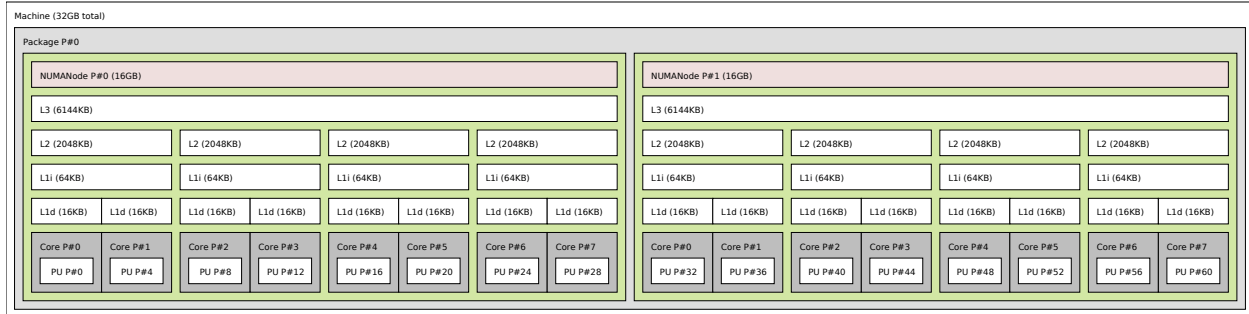 Machine (32GB total)
Package P#0
NUMANode P#0 (16GB) NUMANode P#1 (16GB)
L3 (6144KB) L3 (6144KB)
L2 (2048KB) L2 (2048KB) L2 (2048KB) L2 (2048KB) L2 (2048KB) L2 (2048KB) L2 (2048KB) L2 (2048KB)
L1i (64KB) L1i (64KB) L1i (64KB) L1i (64KB) L1i (64KB) L1i (64KB) L1i (64KB) L1i (64KB)
L1d (16KB) L1d (16KB) L1d (16KB) L1d (16KB) L1d (16KB) L1d (16KB) L1d (16KB) L1d (16KB) L1d (16KB) L1d (16KB) L1d (16KB) L1d (16KB) L1d (16KB) L1d (16KB) L1d (16KB) L1d (16KB)
Core P#0 Core P#1 Core P#2 Core P#3 Core P#4 Core P#5 Core P#6 Core P#7 Core P#0 Core P#1 Core P#2 Core P#3 Core P#4 Core P#5 Core P#6 Core P#7
PU P#0 PU P#4 PU P#8 PU P#12 PU P#16 PU P#20 PU P#24 PU P#28 PU P#32 PU P#36 PU P#40 PU P#44 PU P#48 PU P#52 PU P#56 PU P#60